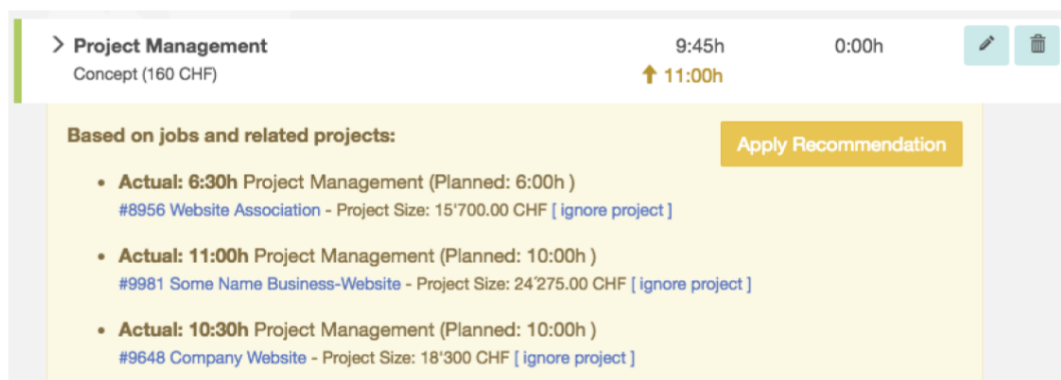 Project Management 9:45h 0:00h
Concept (160 CHF) 11:00h
Based on jobs and related projects:
Apply Recommendation
• Actual: 6:30h Project Management (Planned: 6:00h )
#8956 Website Association - Project Size: 15'700.00 CHF [ ignore project ]
• Actual: 11:00h Project Management (Planned: 10:00h )
#9981 Some Name Business-Website - Project Size: 24'275.00 CHF [ ignore project ]
• Actual: 10:30h Project Management (Planned: 10:00h )
#9648 Company Website - Project Size: 18'300 CHF [ ignore project ]